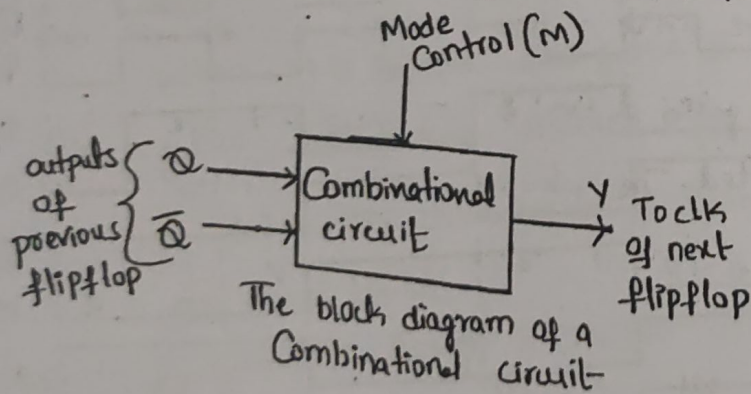 Mode
Control (M)
outputs
of
previous
flipflop
Q
Q̅
Combinational
circuit
Y
To clk
of next
flipflop
The block diagram of a
Combinational circuit